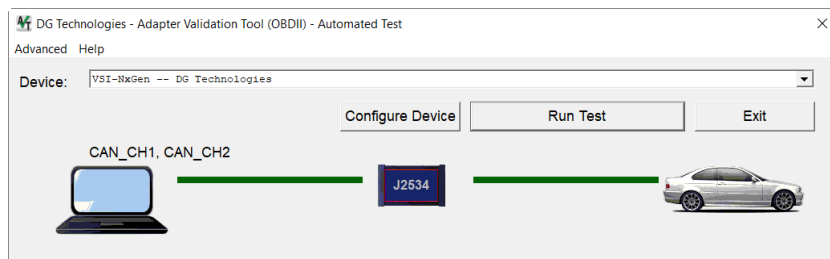 DG Technologies - Adapter Validation Tool (OBDII) - Automated Test
Advanced Help
Device: VSI-NxGen -- DG Technologies
Configure Device Run Test Exit
CAN_CH1, CAN_CH2
J2534